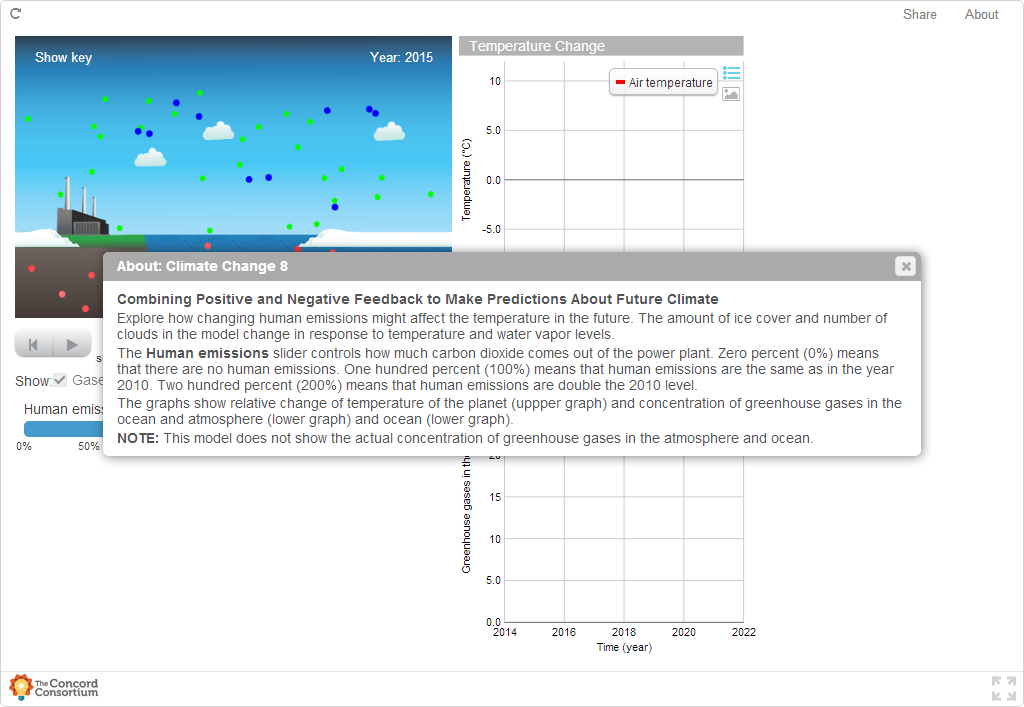 Share About
Show key
Year: 2015
Temperature Change
Air temperature
10
5.0
0.0
-5.0
Temperature (°C)
About: Climate Change 8
Combining Positive and Negative Feedback to Make Predictions About Future Climate
Explore how changing human emissions might affect the temperature in the future. The amount of ice cover and number of
clouds in the model change in response to temperature and water vapor levels.
The Human emissions slider controls how much carbon dioxide comes out of the power plant. Zero percent (0%) means
that there are no human emissions. One hundred percent (100%) means that human emissions are the same as in the year
2010. Two hundred percent (200%) means that human emissions are double the 2010 level.
The graphs show relative change of temperature of the planet (uppper graph) and concentration of greenhouse gases in the
ocean and atmosphere (lower graph) and ocean (lower graph).
NOTE: This model does not show the actual concentration of greenhouse gases in the atmosphere and ocean.
Show:
Human
0% 50%
Greenhouse gases in the
20
15
10
5.0
0.0
2014 2016 2018 2020 2022
Time (year)
The Concord
Consortium